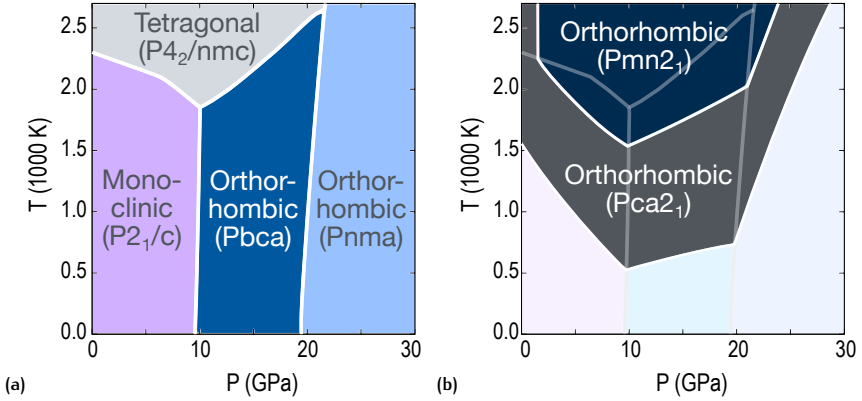 Tetragonal
(P4₂/nmc)
Mono-
clinic
(P2₁/c)
Orthor-
hombic
(Pbca)
Orthor-
hombic
(Pnma)
T (1000 K)
2.5
2.0
1.5
1.0
0.5
0.0
0
10
20
30
P (GPa)
(a)
Orthorhombic
(Pmn2₁)
Orthorhombic
(Pca2₁)
T (1000 K)
2.5
2.0
1.5
1.0
0.5
0.0
0
10
20
30
P (GPa)
(b)